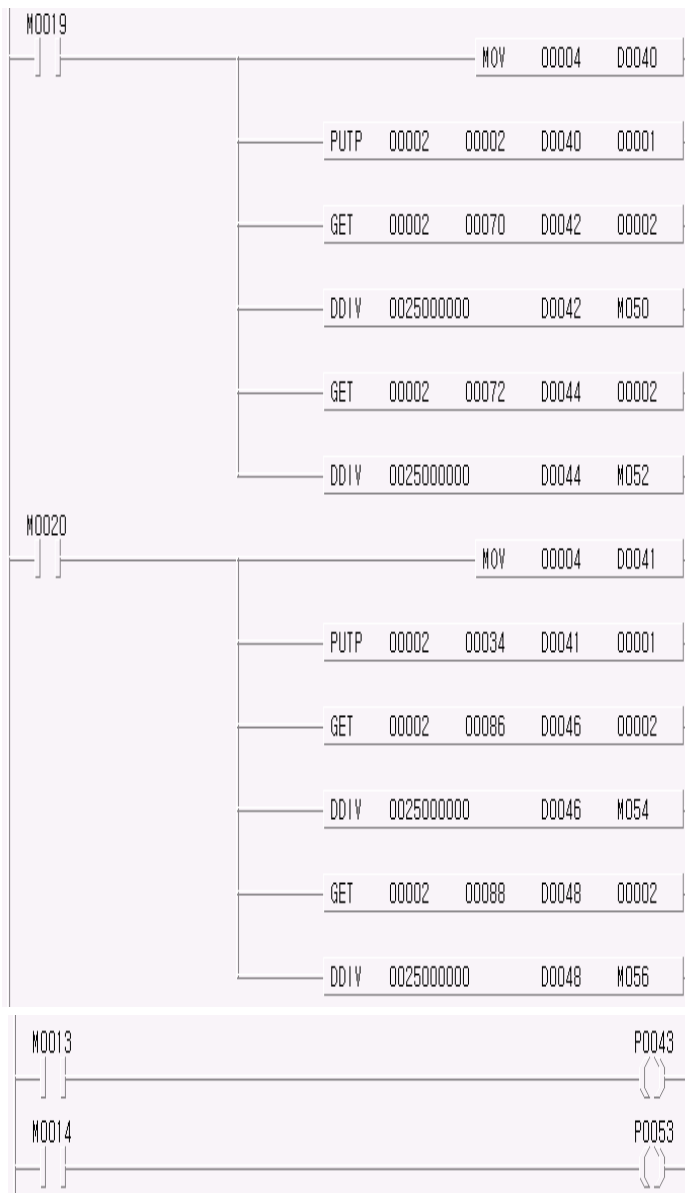 M0019
MOV 00004 D0040
PUTP 00002 00002 D0040 00001
GET 00002 00070 D0042 00002
DDIV 0025000000 D0042 M050
GET 00002 00072 D0044 00002
DDIV 0025000000 D0044 M052
M0020
MOV 00004 D0041
PUTP 00002 00034 D0041 00001
GET 00002 00086 D0046 00002
DDIV 0025000000 D0046 M054
GET 00002 00088 D0048 00002
DDIV 0025000000 D0048 M056
M0013 P0043
M0014 P0053